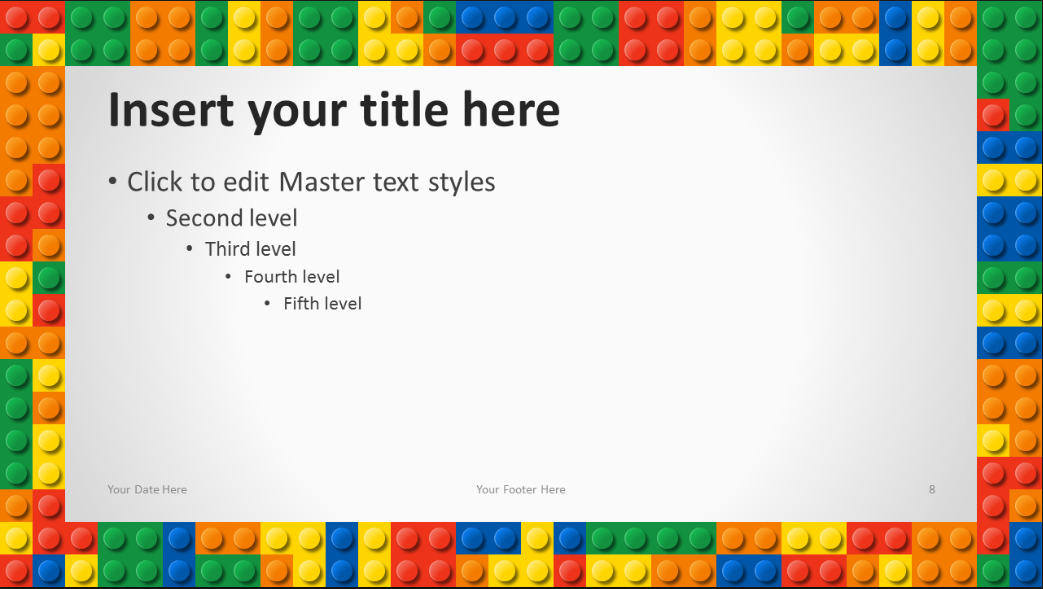 Insert your title here
• Click to edit Master text styles
• Second level
• Third level
• Fourth level
• Fifth level
Your Date Here
Your Footer Here
8